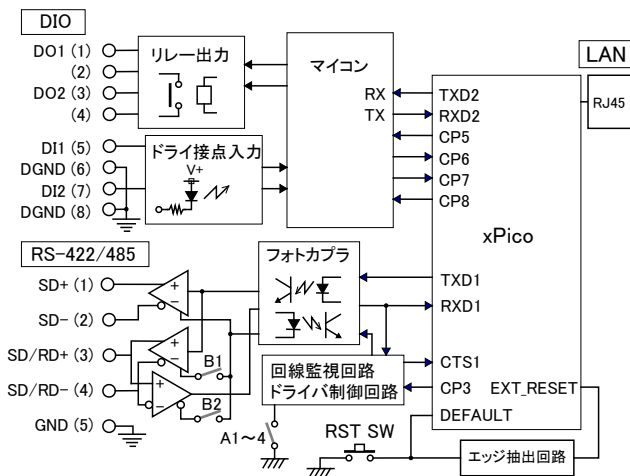 DIO
DO1 (1)
(2)
DO2 (3)
(4)
リレー出力
マイコン
RX
TX
LAN
RJ45
TXD2
RXD2
CP5
CP6
CP7
CP8
xPico
DI1 (5)
DGND (6)
DI2 (7)
DGND (8)
ドライ接点入力
V+
RS-422/485
SD+ (1)
SD- (2)
SD/RD+ (3)
SD/RD- (4)
GND (5)
+
−
+
−
+
−
B1
B2
フォトカプラ
TXD1
RXD1
CTS1
CP3
EXT_RESET
DEFAULT
回線監視回路
ドライバ制御回路
A1～4
RST SW
エッジ抽出回路